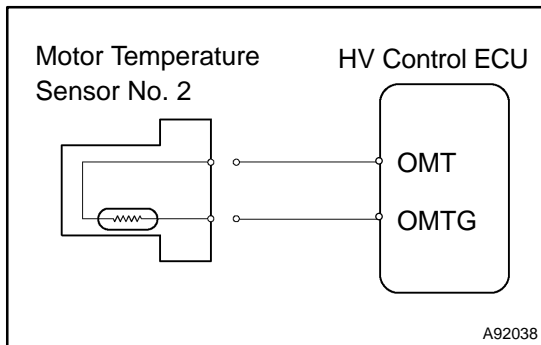 Motor Temperature
Sensor No. 2
HV Control ECU
OMT
OMTG
A92038